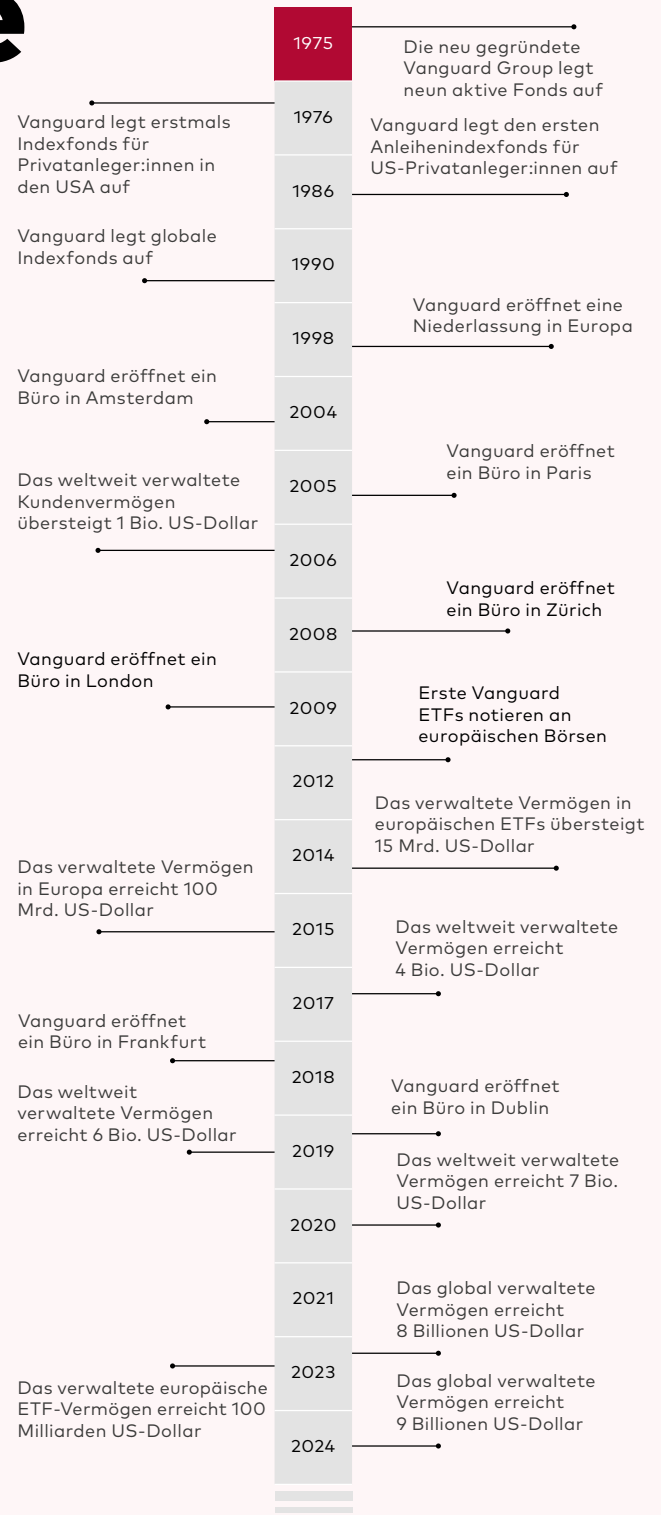 e
1975
Die neu gegründete
Vanguard Group legt
neun aktive Fonds auf
1976
Vanguard legt erstmals
Indexfonds für
Privatanleger:innen in
den USA auf
1986
Vanguard legt den ersten
Anleihenindexfonds für
US-Privatanleger:innen auf
1990
Vanguard legt globale
Indexfonds auf
1998
Vanguard eröffnet eine
Niederlassung in Europa
2004
Vanguard eröffnet ein
Büro in Amsterdam
2005
Vanguard eröffnet
ein Büro in Paris
2006
Das weltweit verwaltete
Kundenvermögen
übersteigt 1 Bio. US-Dollar
2008
Vanguard eröffnet
ein Büro in Zürich
2009
Vanguard eröffnet ein
Büro in London
2012
Erste Vanguard
ETFs notieren an
europäischen Börsen
2014
Das verwaltete Vermögen in
europäischen ETFs übersteigt
15 Mrd. US-Dollar
2015
Das verwaltete Vermögen
in Europa erreicht 100
Mrd. US-Dollar
2017
Das weltweit verwaltete
Vermögen erreicht
4 Bio. US-Dollar
2018
Vanguard eröffnet
ein Büro in Frankfurt
2019
Vanguard eröffnet
ein Büro in Dublin
Das weltweit
verwaltete Vermögen
erreicht 6 Bio. US-Dollar
2020
Das weltweit verwaltete
Vermögen erreicht 7 Bio.
US-Dollar
2021
Das global verwaltete
Vermögen erreicht
8 Billionen US-Dollar
2023
Das verwaltete europäische
ETF-Vermögen erreicht 100
Milliarden US-Dollar
2024
Das global verwaltete
Vermögen erreicht
9 Billionen US-Dollar